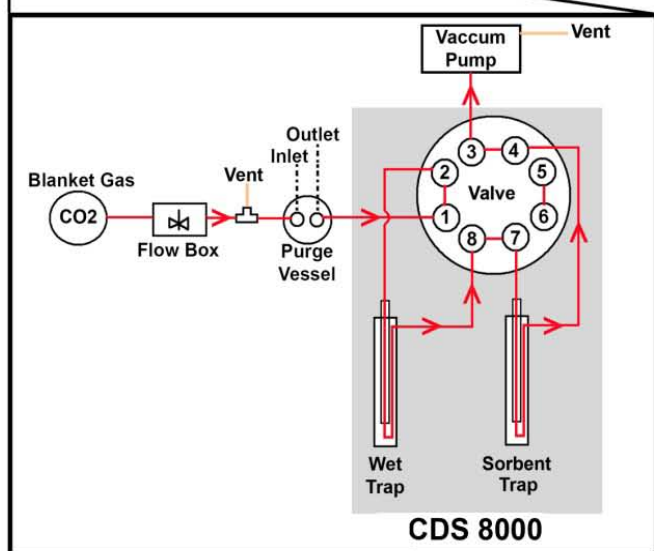 Vaccum
Pump
Vent
Outlet
Inlet
Blanket Gas
Vent
CO2
Flow Box
Purge
Vessel
3
4
2
5
Valve
1
6
8
7
Wet
Trap
Sorbent
Trap
CDS 8000